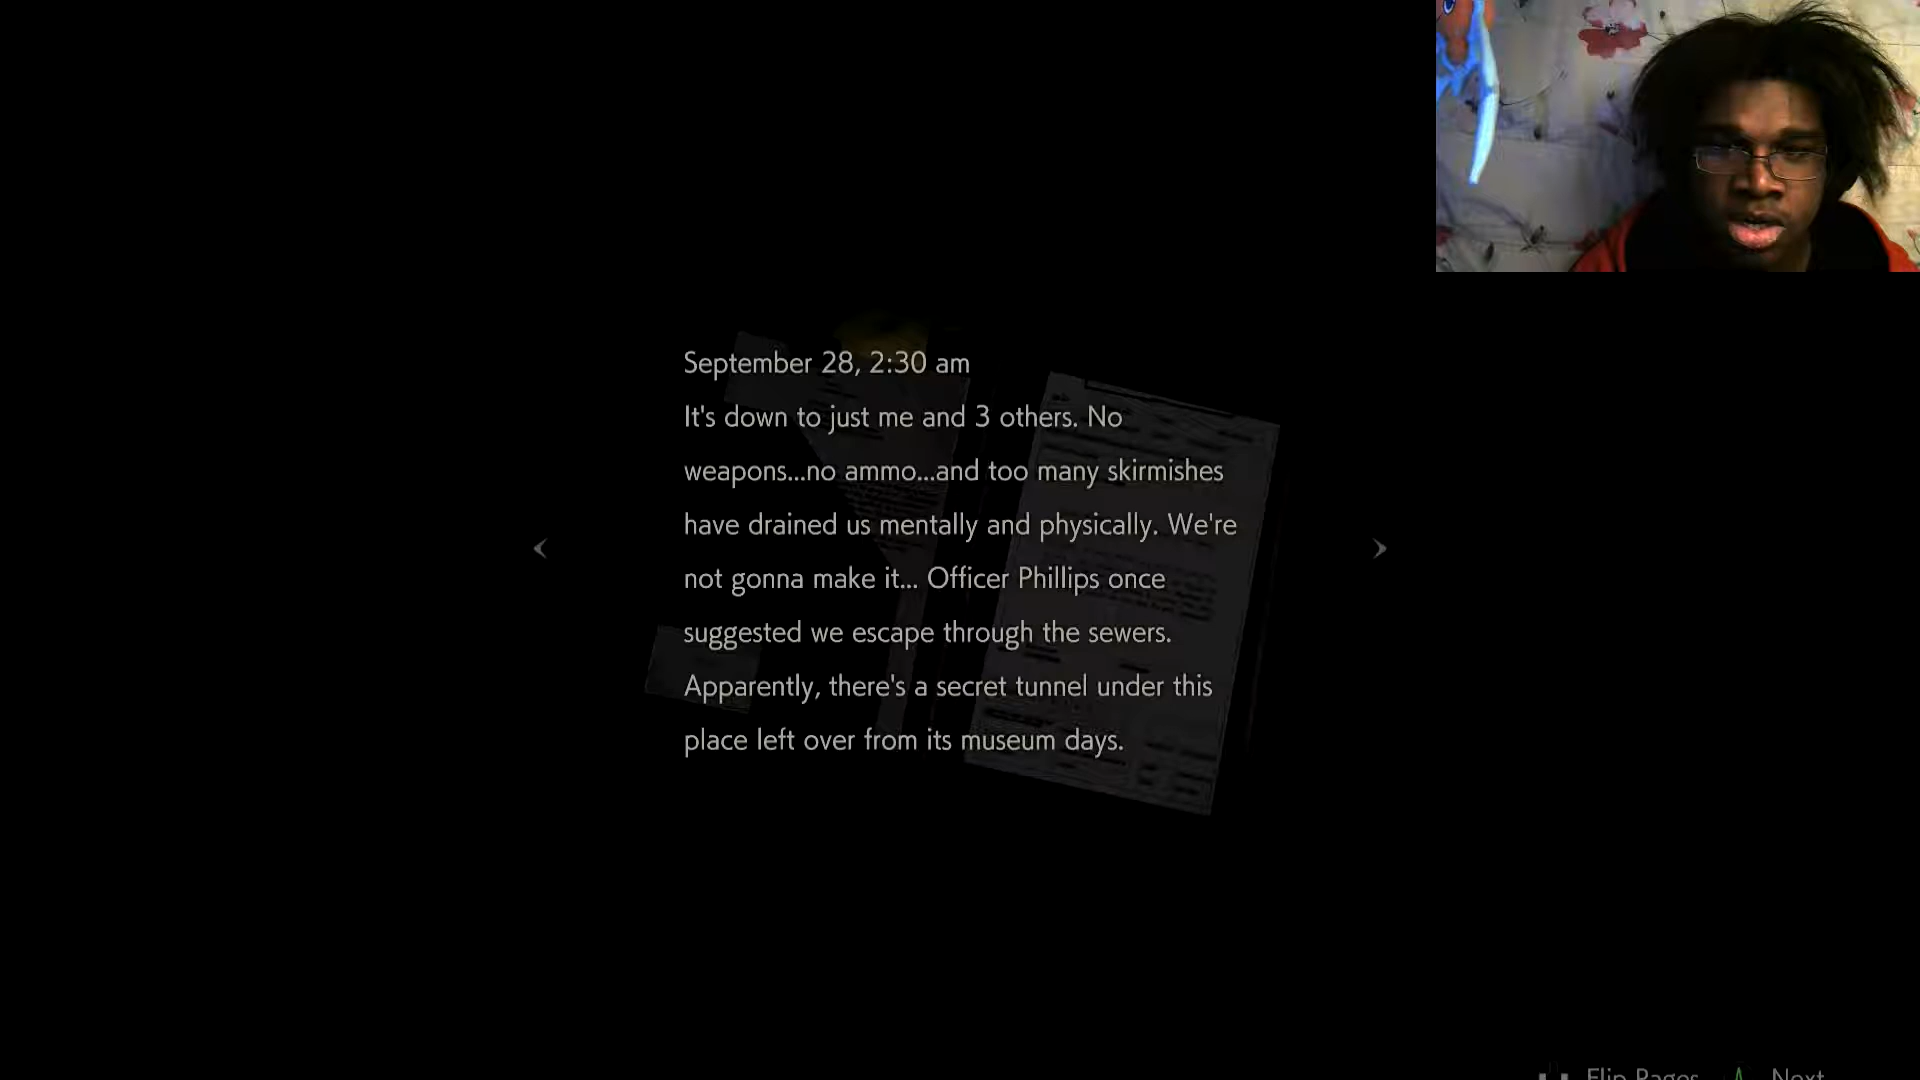 September 28, 2:30 am
It's down to just me and 3 others. No
weapons...no ammo...and too many skirmishes
have drained us mentally and physically. We're
not gonna make it... Officer Phillips once
suggested we escape through the sewers.
Apparently, there's a secret tunnel under this
place left over from its museum days.
Flip Pages A Next